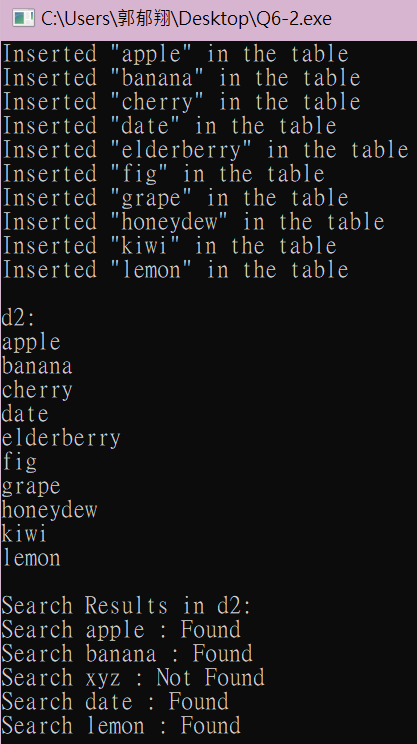 C:\Users\郭郁翔\Desktop\Q6-2.exe
Inserted "apple" in the table
Inserted "banana" in the table
Inserted "cherry" in the table
Inserted "date" in the table
Inserted "elderberry" in the table
Inserted "fig" in the table
Inserted "grape" in the table
Inserted "honeydew" in the table
Inserted "kiwi" in the table
Inserted "lemon" in the table
d2:
apple
banana
cherry
date
elderberry
fig
grape
honeydew
kiwi
lemon
Search Results in d2:
Search apple : Found
Search banana : Found
Search xyz : Not Found
Search date : Found
Search lemon : Found